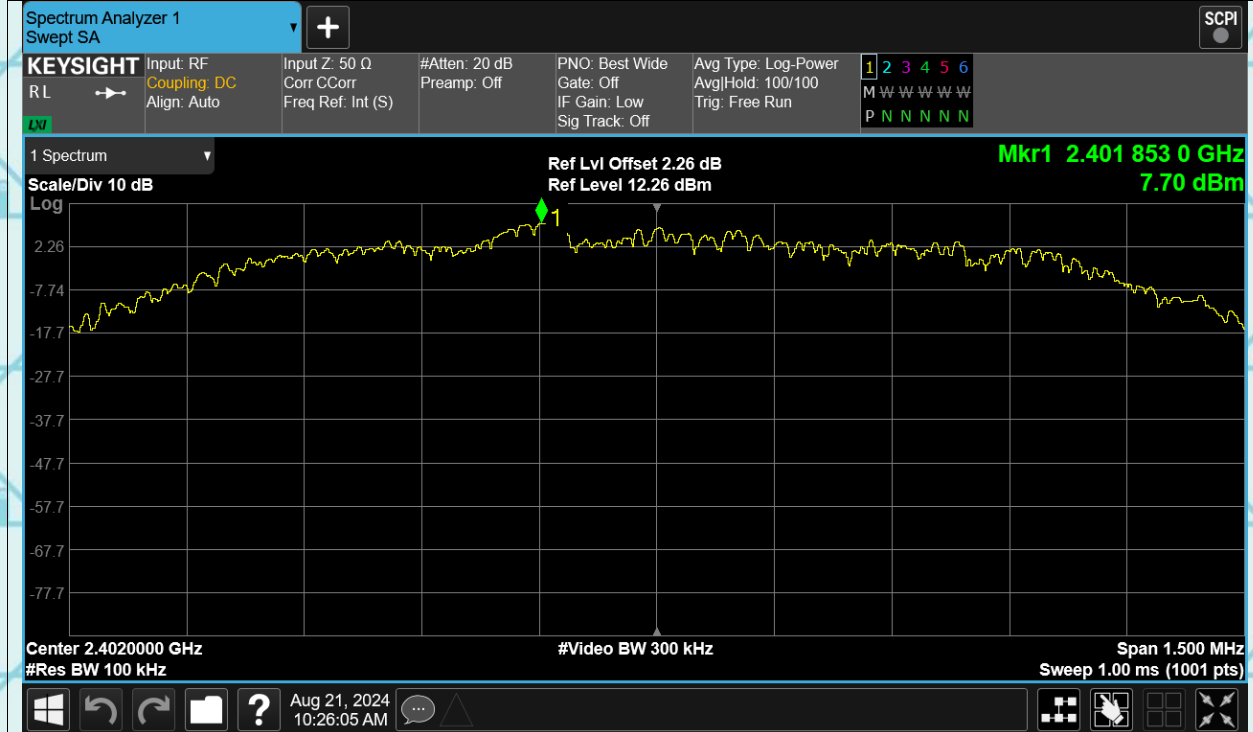 Spectrum Analyzer 1
Swept SA
SCPI
KEYSIGHT
RL
LXI
Input: RF
Coupling: DC
Align: Auto
Input Z: 50 Ω
Corr CCorr
Freq Ref: Int (S)
#Atten: 20 dB
Preamp: Off
PNO: Best Wide
Gate: Off
IF Gain: Low
Sig Track: Off
Avg Type: Log-Power
Avg|Hold: 100/100
Trig: Free Run
1 2 3 4 5 6
M W W W W W
P N N N N N
1 Spectrum
Scale/Div 10 dB
Log
Ref Lvl Offset 2.26 dB
Ref Level 12.26 dBm
Mkr1 2.401 853 0 GHz
7.70 dBm
1
2.26
-7.74
-17.7
-27.7
-37.7
-47.7
-57.7
-67.7
-77.7
Center 2.4020000 GHz
#Res BW 100 kHz
#Video BW 300 kHz
Span 1.500 MHz
Sweep 1.00 ms (1001 pts)
?
Aug 21, 2024
10:26:05 AM